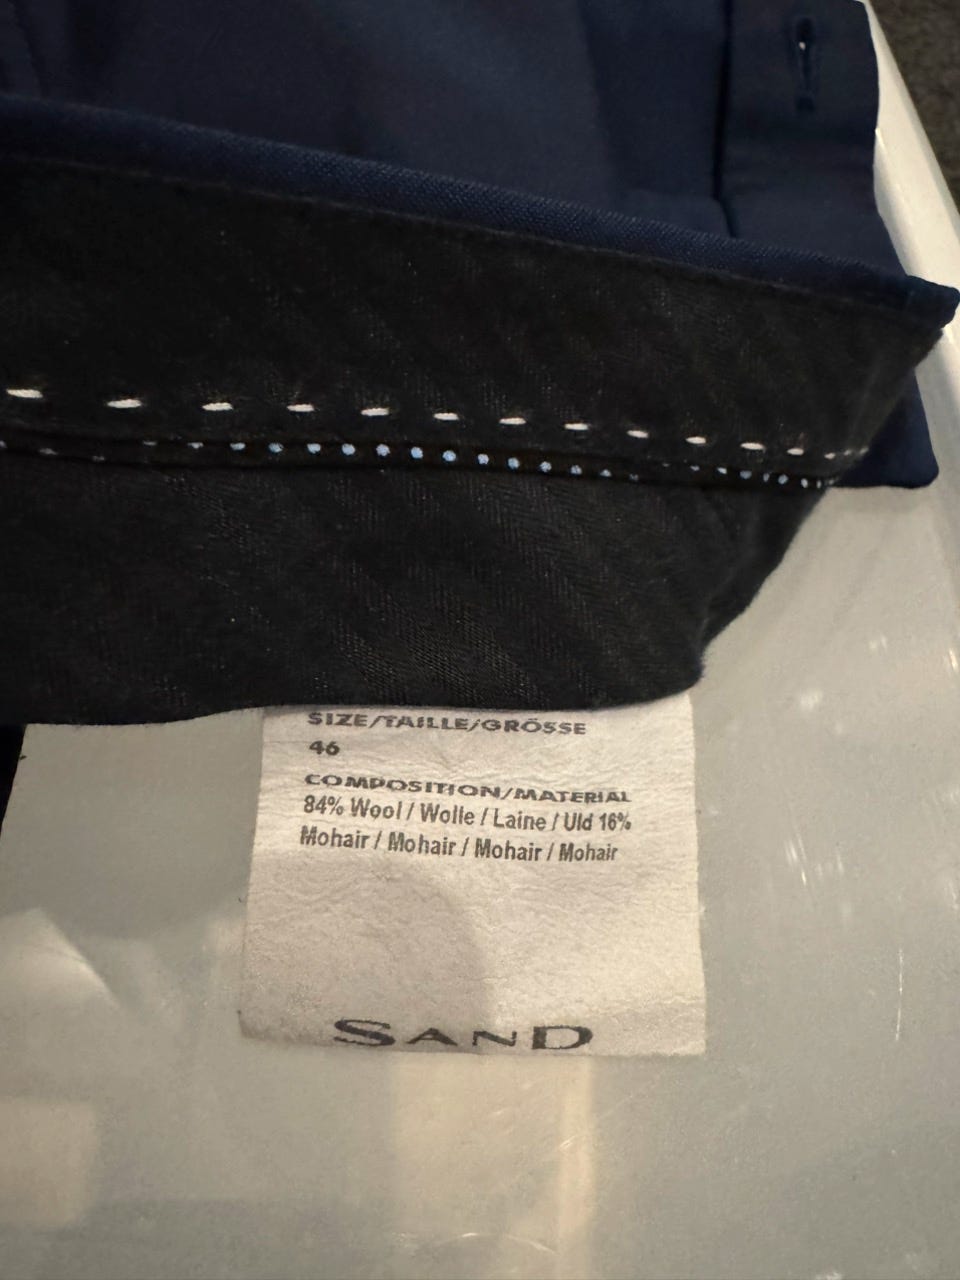 SIZE/TAILLE/GRÖSSE
46
COMPOSITION/MATERIAL
84% Wool / Wolle / Laine / Uld 16%
Mohair / Mohair / Mohair / Mohair
SAND